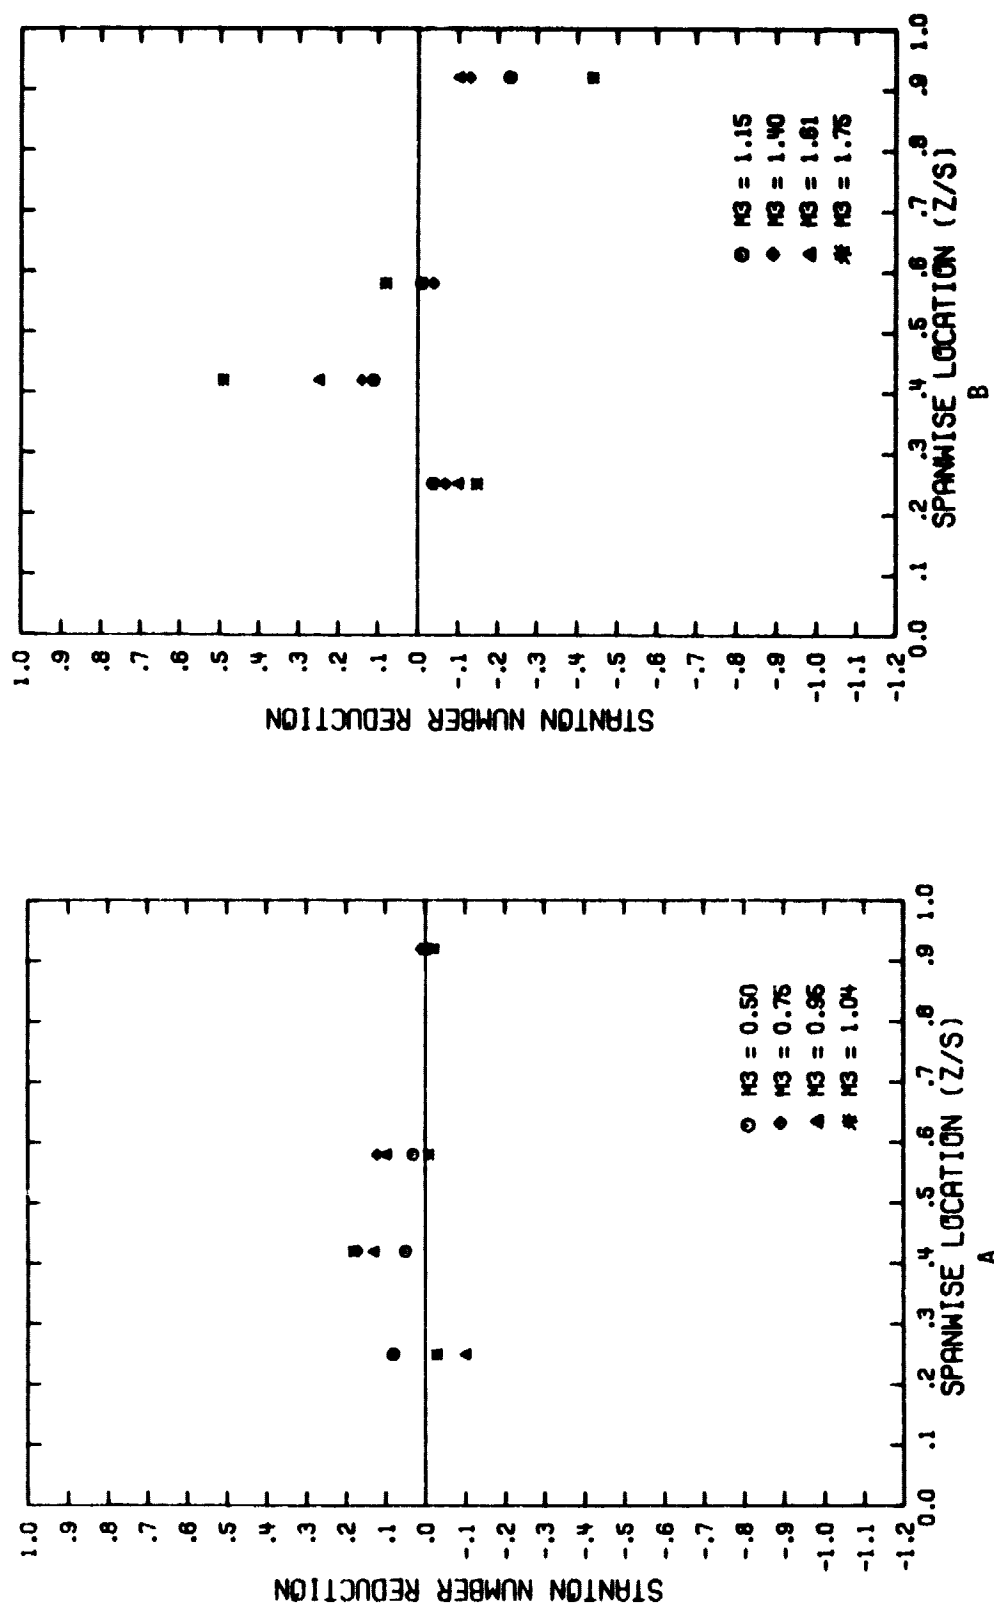 1.0
.9
.8
.7
.6
.5
.4
.3
.2
.1
.0
-.1
-.2
-.3
-.4
-.5
-.6
-.7
-.8
-.9
-1.0
-1.1
-1.2
STANTON NUMBER REDUCTION
M3 = 0.50
M3 = 0.75
M3 = 0.95
M3 = 1.04
0.0 .1 .2 .3 .4 .5 .6 .7 .8 .9 1.0
SPANWISE LOCATION (Z/S)
A
1.0
.9
.8
.7
.6
.5
.4
.3
.2
.1
.0
-.1
-.2
-.3
-.4
-.5
-.6
-.7
-.8
-.9
-1.0
-1.1
-1.2
STANTON NUMBER REDUCTION
M3 = 1.15
M3 = 1.40
M3 = 1.61
M3 = 1.75
0.0 .1 .2 .3 .4 .5 .6 .7 .8 .9 1.0
SPANWISE LOCATION (Z/S)
B